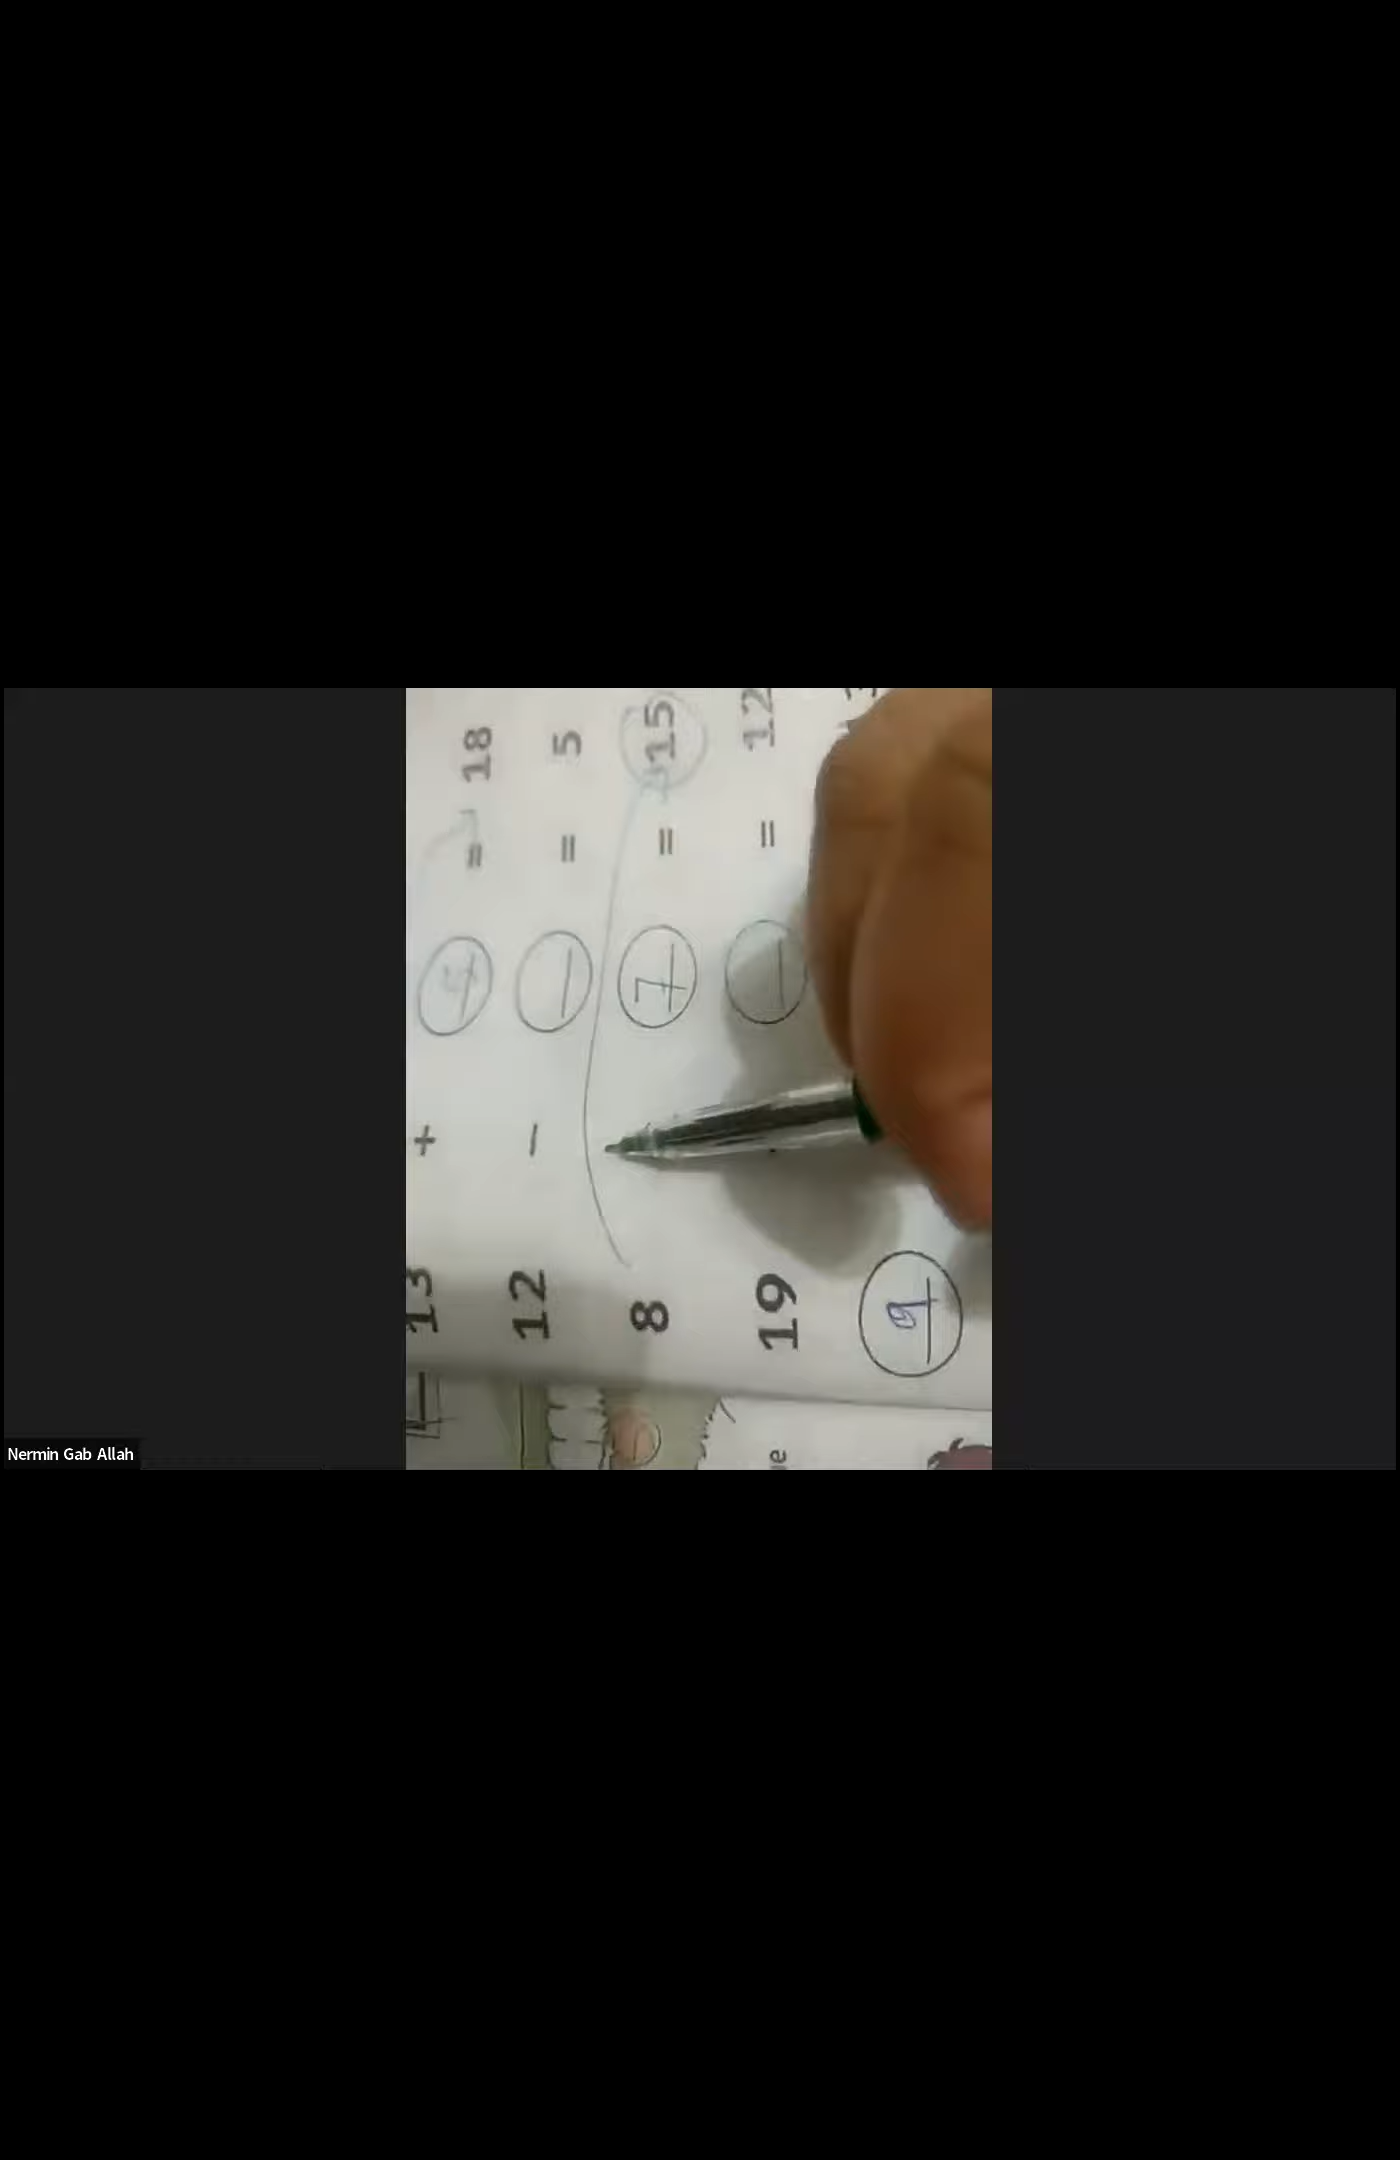 13 + 5 = 18
12 − = 5
8 7 = 15
19 = 12
9
e
Nermin Gab Allah